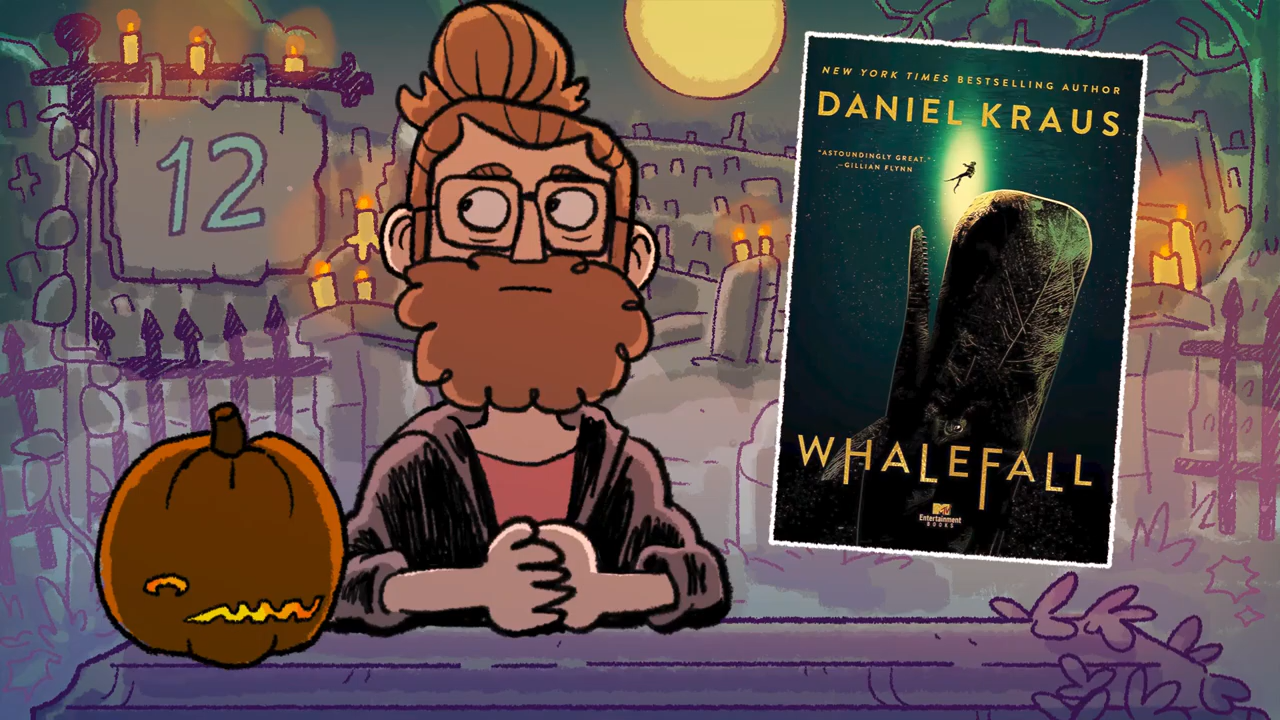 12
NEW YORK TIMES BESTSELLING AUTHOR
DANIEL KRAUS
"ASTOUNDINGLY GREAT."
—GILLIAN FLYNN
WHALEFALL
MTV
Entertainment
BOOKS